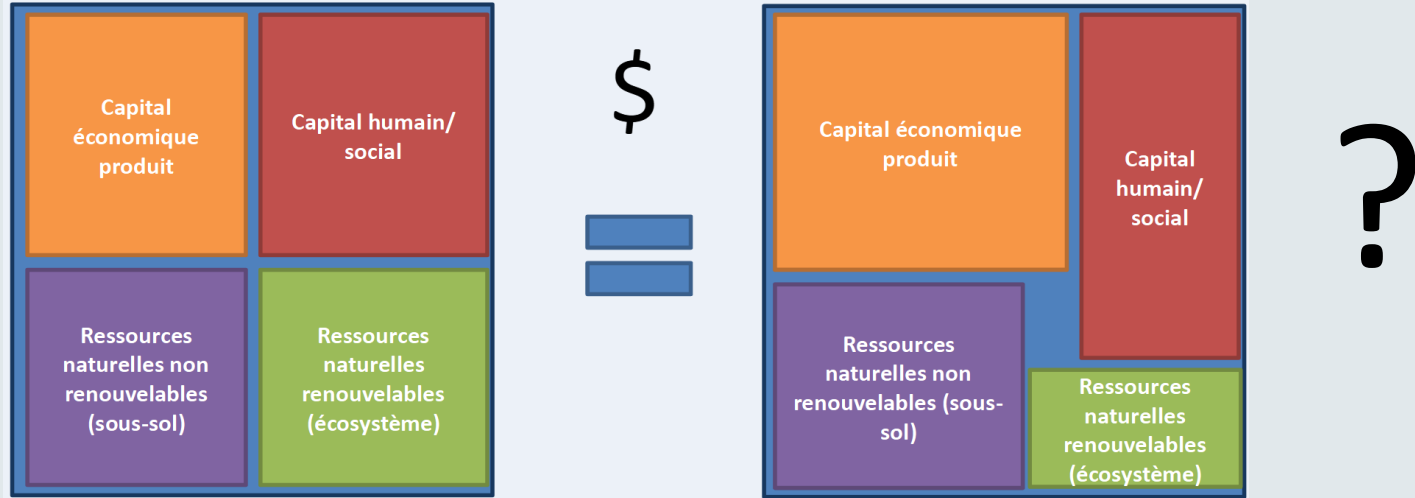 Capital
économique
produit
Capital humain/
social
Ressources
naturelles non
renouvelables
(sous-sol)
Ressources
naturelles
renouvelables
(écosystème)
$
=
Capital économique
produit
Capital
humain/
social
Ressources
naturelles non
renouvelables (sous-
sol)
Ressources
naturelles
renouvelables
(écosystème)
?